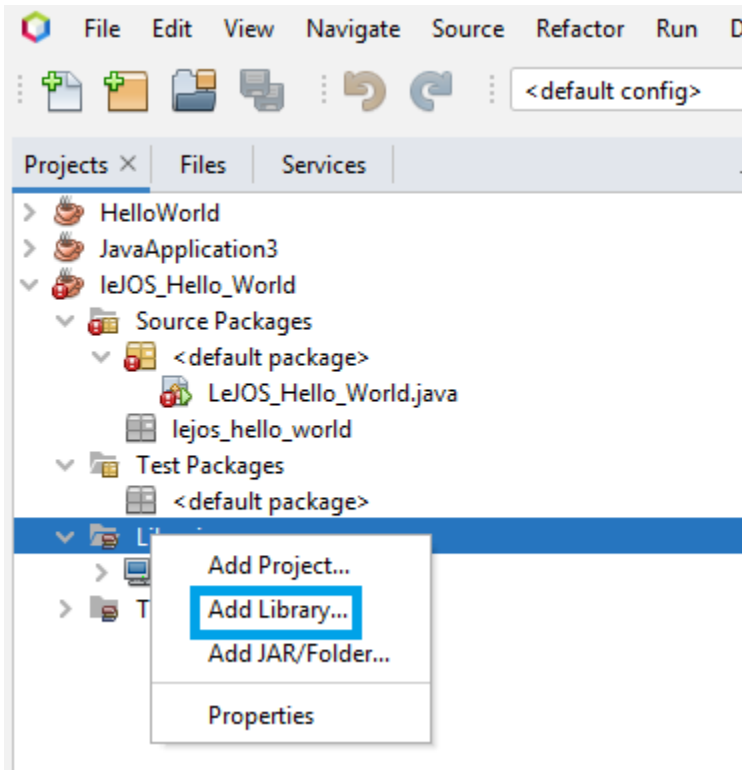 File Edit View Navigate Source Refactor Run D
<default config>
Projects Files Services
HelloWorld
JavaApplication3
leJOS_Hello_World
Source Packages
<default package>
LeJOS_Hello_World.java
lejos_hello_world
Test Packages
<default package>
Add Project...
Add Library...
T
Add JAR/Folder...
Properties